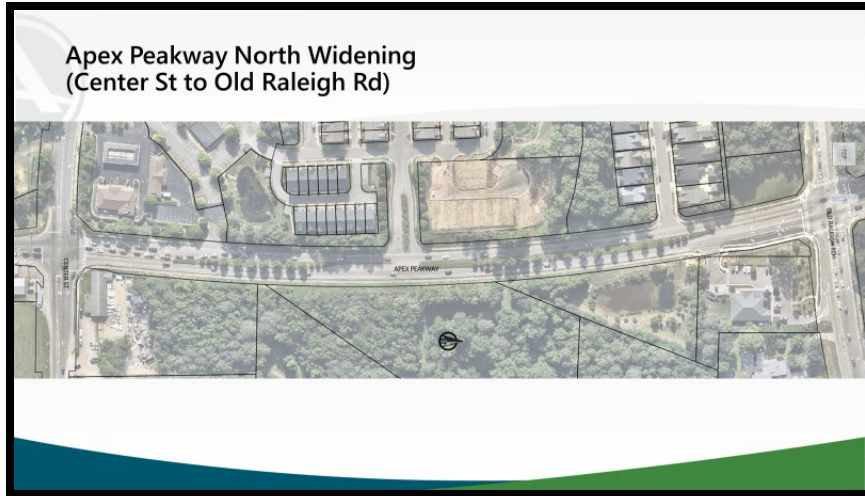 Apex Peakway North Widening
(Center St to Old Raleigh Rd)
CENTER ST
APEX PEAKWAY
OLD RALEIGH RD